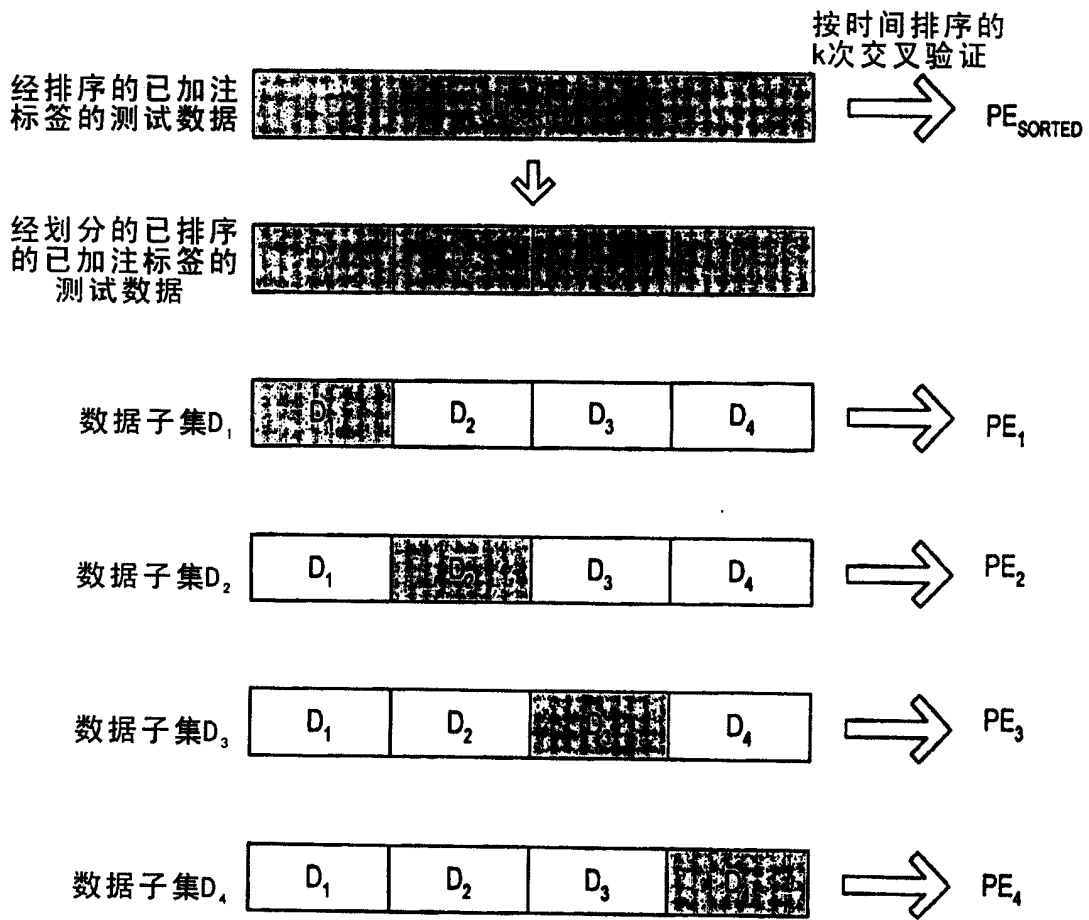 按时间排序的
k次交叉验证
经排序的已加注
标签的测试数据
PE_SORTED
经划分的已排序
的已加注标签的
测试数据
数据子集D₁
D₂ D₃ D₄
PE₁
数据子集D₂
D₁ D₂ D₃ D₄
PE₂
数据子集D₃
D₁ D₂ D₄
PE₃
数据子集D₄
D₁ D₂ D₃
PE₄